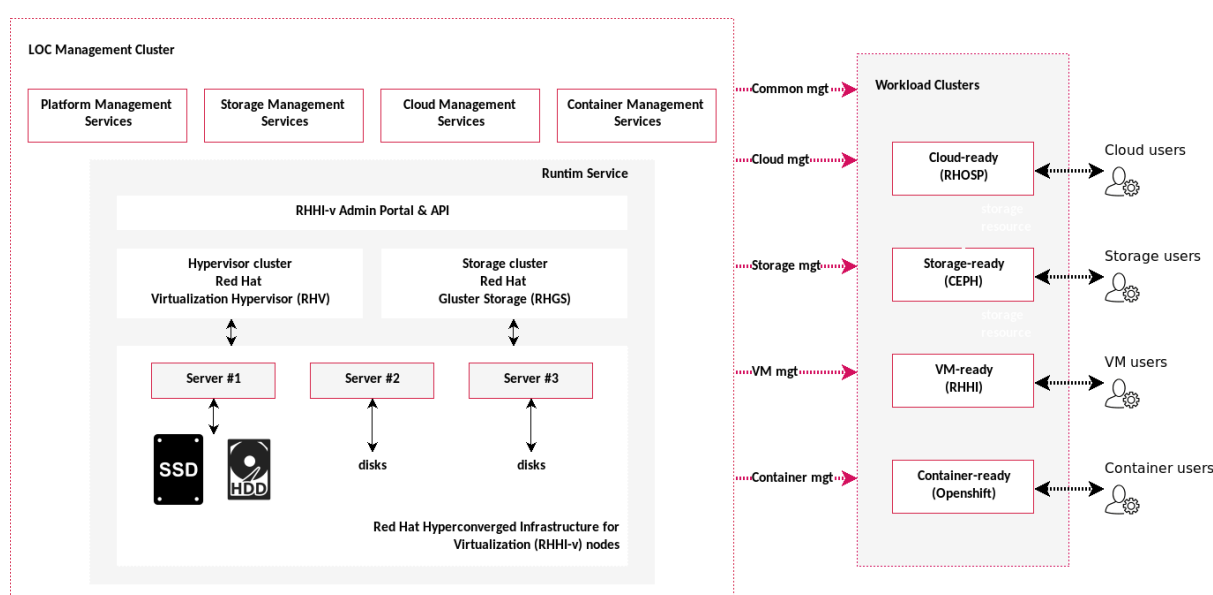 LOC Management Cluster
Platform Management
Services
Storage Management
Services
Cloud Management
Services
Container Management
Services
Runtim Service
RHHI-v Admin Portal & API
Hypervisor cluster
Red Hat
Virtualization Hypervisor (RHV)
Storage cluster
Red Hat
Gluster Storage (RHGS)
Server #1
Server #2
Server #3
SSD
HDD
disks
disks
Red Hat Hyperconverged Infrastructure for
Virtualization (RHHI-v) nodes
Common mgt
Cloud mgt
Storage mgt
VM mgt
Container mgt
Workload Clusters
Cloud-ready
(RHOSP)
storage
resource
Storage-ready
(CEPH)
storage
resource
VM-ready
(RHHI)
Container-ready
(Openshift)
Cloud users
Storage users
VM users
Container users